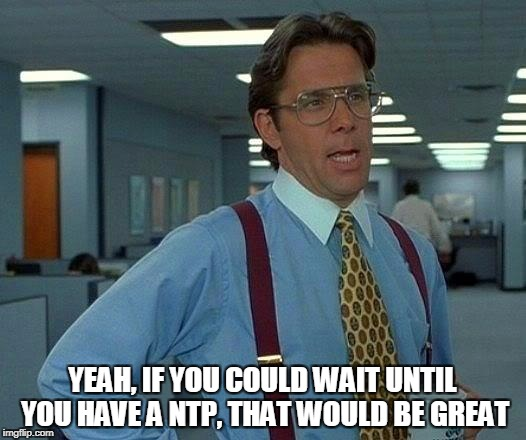 YEAH, IF YOU COULD WAIT UNTIL
YOU HAVE A NTP, THAT WOULD BE GREAT
imgflip.com